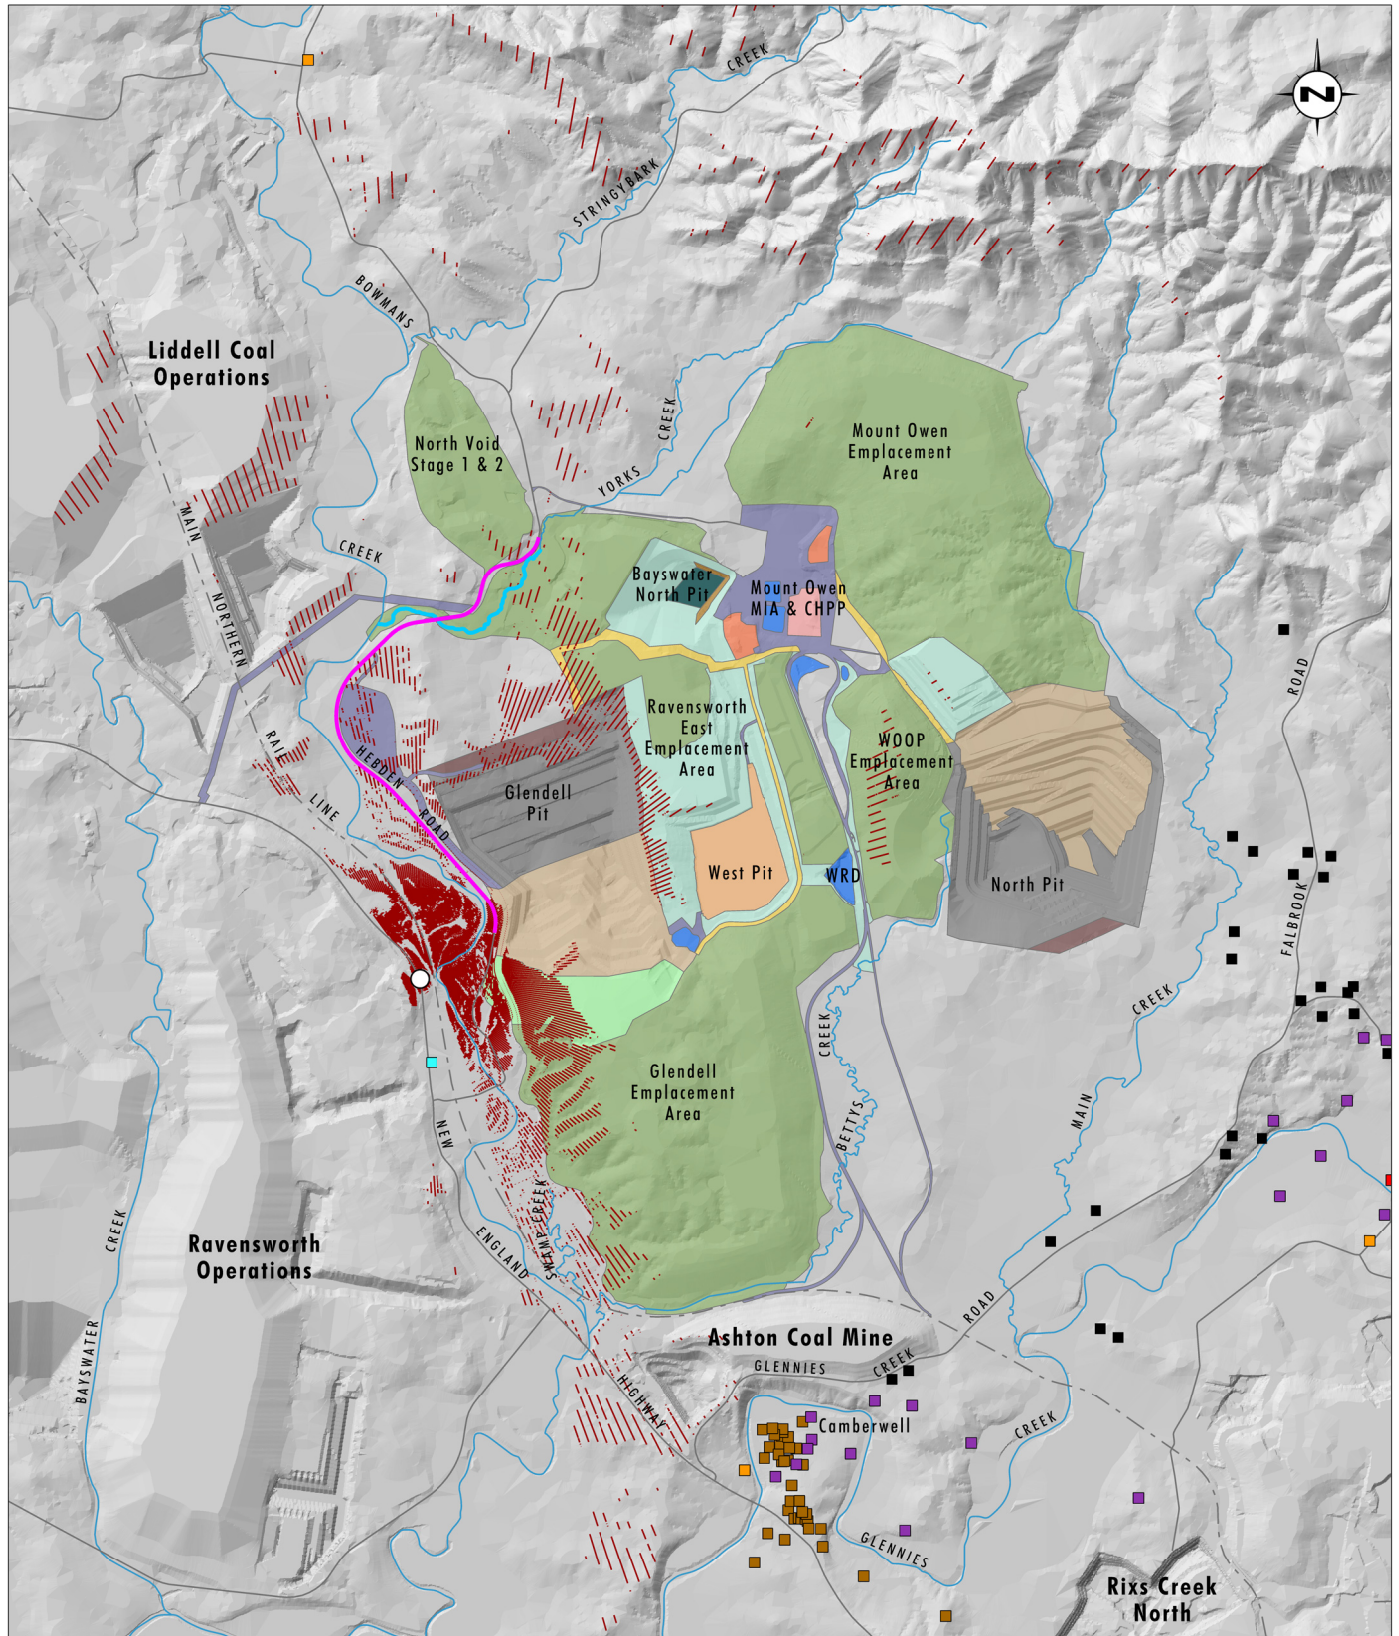 CREEK
N
STRINGYBARK
BOWMANS
Liddell Coal
Operations
CREEK
North Void
Stage 1 & 2
Mount Owen
Emplacement
Area
YORKS
MAIN
CREEK
NORTHERN
Bayswater
North Pit
Mount Owen
MIA & CHPP
ROAD
RAIL
LINE
HEBDEN
ROAD
Ravensworth
East
Emplacement
Area
WOOP
Emplacement
Area
Glendell
Pit
West Pit
WRD
North Pit
FALBROOK
CREEK
CREEK
MAIN
Glendell
Emplacement
Area
BETTYS
NEW
ENGLAND
SWAMP CREEK
CREEK
Ravensworth
Operations
BAYSWATER
ROAD
Ashton Coal Mine
GLENNIES
CREEK
HIGHWAY
Camberwell
CREEK
GLENNIES
Rixs Creek
North